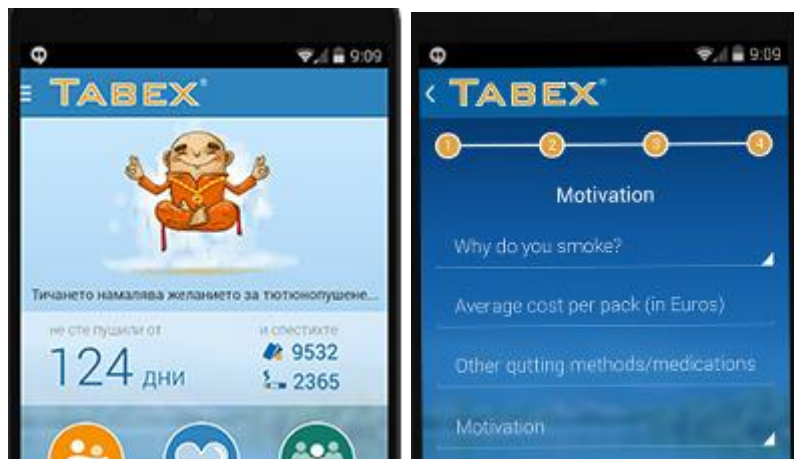 9:09
TABEX®
Тичането намалява желанието за тютюнопушене...
не сте пушили от
124 дни
и спестихте
9532
2365
9:09
TABEX®
1 2 3 4
Motivation
Why do you smoke?
Average cost per pack (in Euros)
Other qutting methods/medications
Motivation